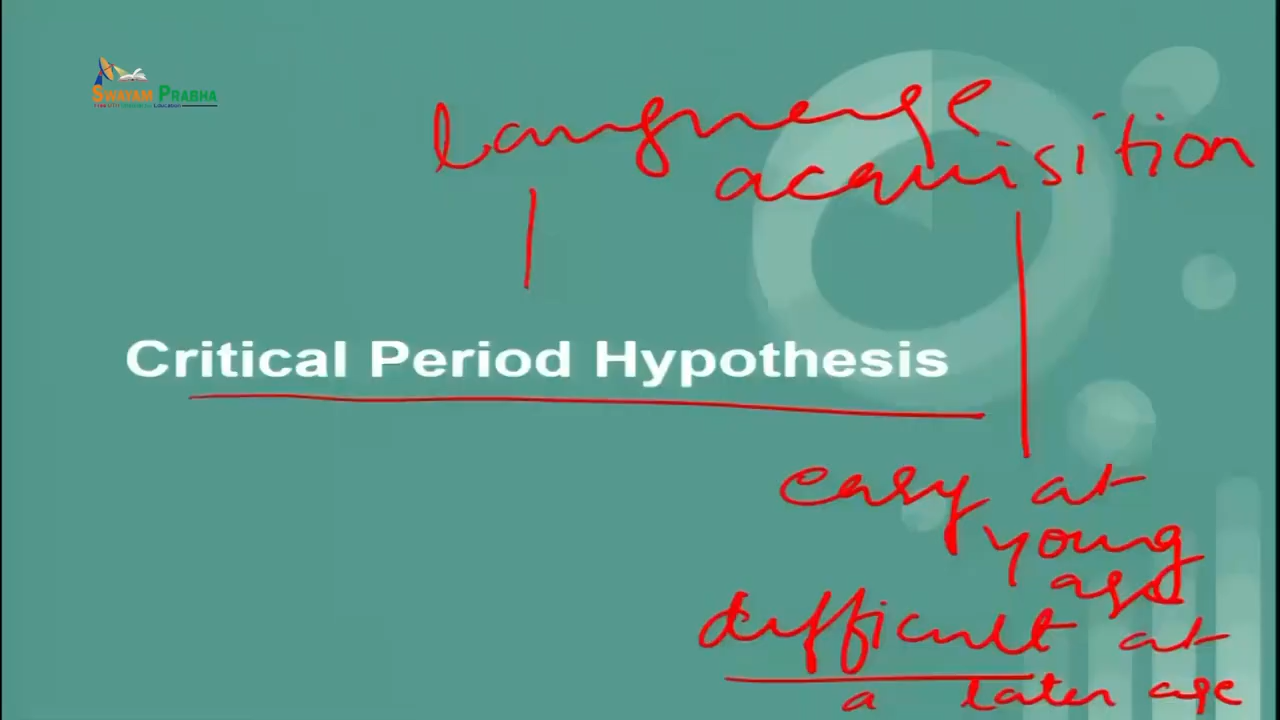 SWAYAM PRABHA
language
acquisition
Critical Period Hypothesis
easy at
young
age
difficult at
a later age